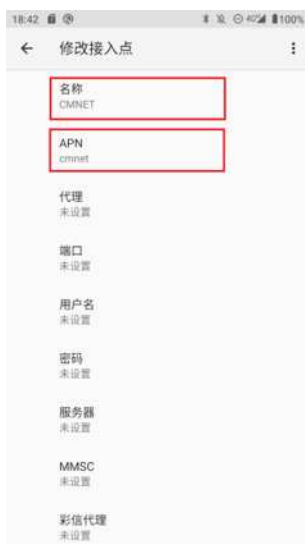 18:42
100%
修改接入点
名称
CMNET
APN
cmnet
代理
未设置
端口
未设置
用户名
未设置
密码
未设置
服务器
未设置
MMSC
未设置
彩信代理
未设置